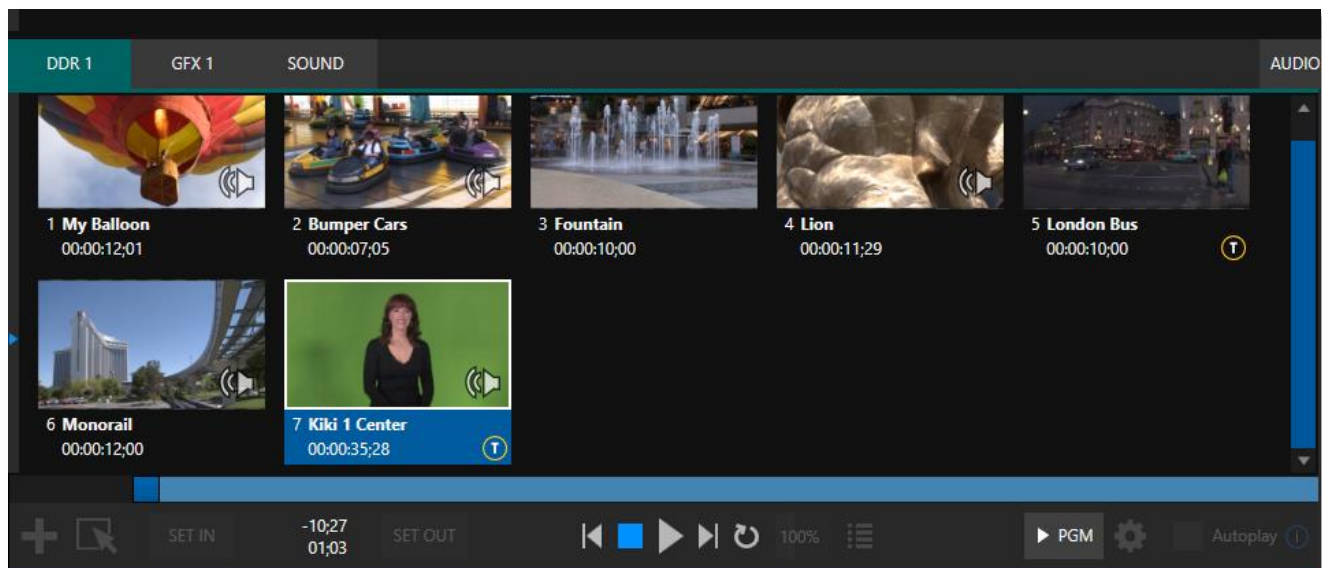 DDR 1 GFX 1 SOUND AUDIO
1 My Balloon 2 Bumper Cars 3 Fountain 4 Lion 5 London Bus
00:00:12;01 00:00:07;05 00:00:10;00 00:00:11;29 00:00:10;00 T
6 Monorail 7 Kiki 1 Center
00:00:12;00 00:00:35;28 T
SET IN -10;27 SET OUT 100% PGM Autoplay i
01;03